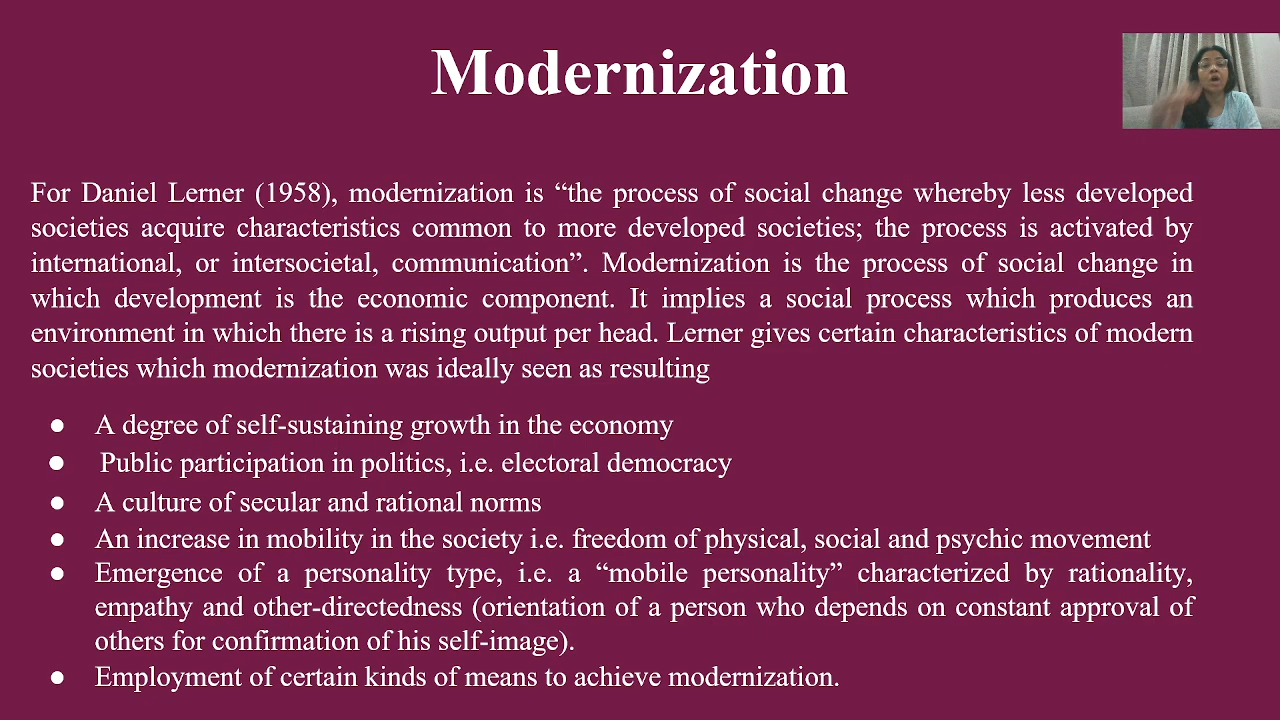 Modernization
For Daniel Lerner (1958), modernization is “the process of social change whereby less developed
societies acquire characteristics common to more developed societies; the process is activated by
international, or intersocietal, communication”. Modernization is the process of social change in
which development is the economic component. It implies a social process which produces an
environment in which there is a rising output per head. Lerner gives certain characteristics of modern
societies which modernization was ideally seen as resulting
● A degree of self-sustaining growth in the economy
● Public participation in politics, i.e. electoral democracy
● A culture of secular and rational norms
● An increase in mobility in the society i.e. freedom of physical, social and psychic movement
● Emergence of a personality type, i.e. a “mobile personality” characterized by rationality,
empathy and other-directedness (orientation of a person who depends on constant approval of
others for confirmation of his self-image).
● Employment of certain kinds of means to achieve modernization.